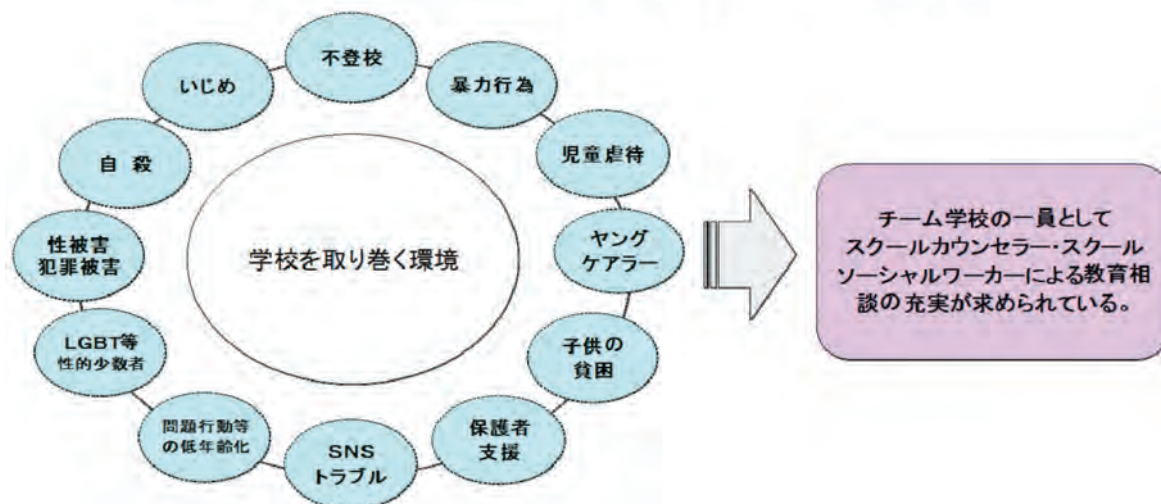 不登校
暴力行為
児童虐待
ヤング
ケアラー
子供の
貧困
保護者
支援
SNS
トラブル
問題行動等
の低年齢化
LGBT等
性的少数者
性被害
犯罪被害
自殺
いじめ
学校を取り巻く環境
チーム学校の一員として
スクールカウンセラー・スクール
ソーシャルワーカーによる教育相
談の充実が求められている。